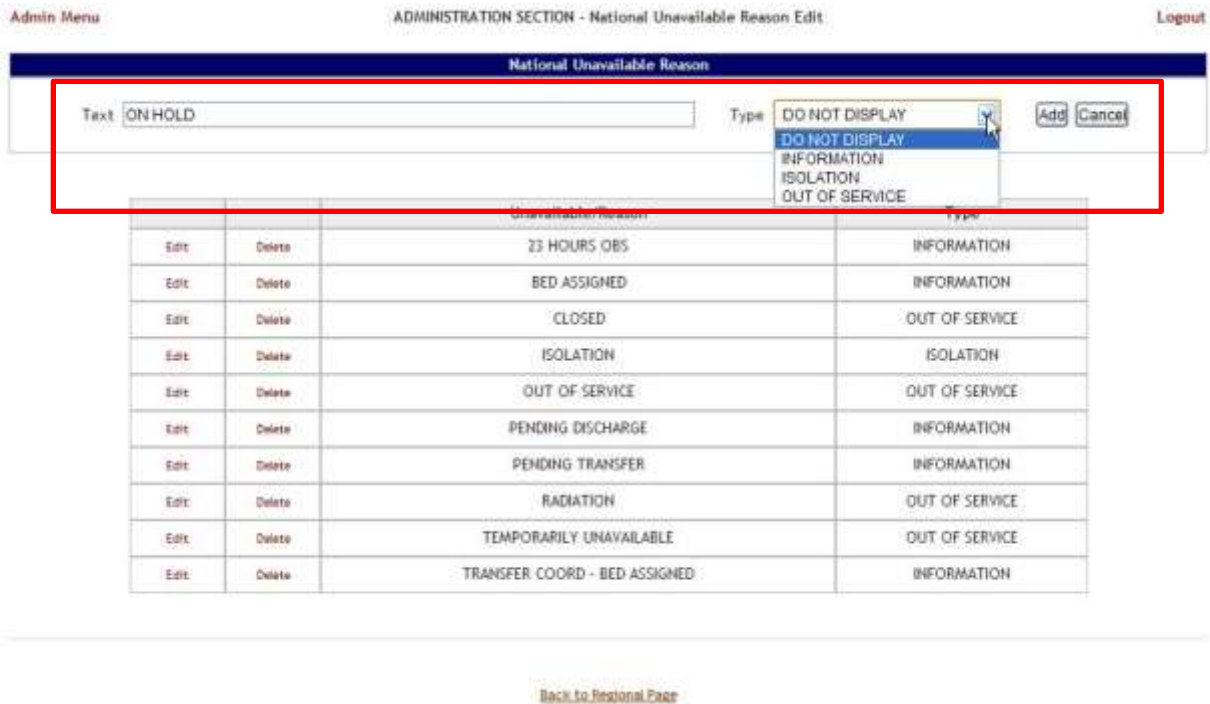 Admin Menu ADMINISTRATION SECTION - National Unavailable Reason Edit Logout
National Unavailable Reason
Text ON HOLD Type DO NOT DISPLAY Add Cancel
DO NOT DISPLAY
INFORMATION
ISOLATION
OUT OF SERVICE
Unavailable/Reason Type
Edit Delete 23 HOURS OBS INFORMATION
Edit Delete BED ASSIGNED INFORMATION
Edit Delete CLOSED OUT OF SERVICE
Edit Delete ISOLATION ISOLATION
Edit Delete OUT OF SERVICE OUT OF SERVICE
Edit Delete PENDING DISCHARGE INFORMATION
Edit Delete PENDING TRANSFER INFORMATION
Edit Delete RADIATION OUT OF SERVICE
Edit Delete TEMPORARILY UNAVAILABLE OUT OF SERVICE
Edit Delete TRANSFER COORD - BED ASSIGNED INFORMATION
Back to Regional Page